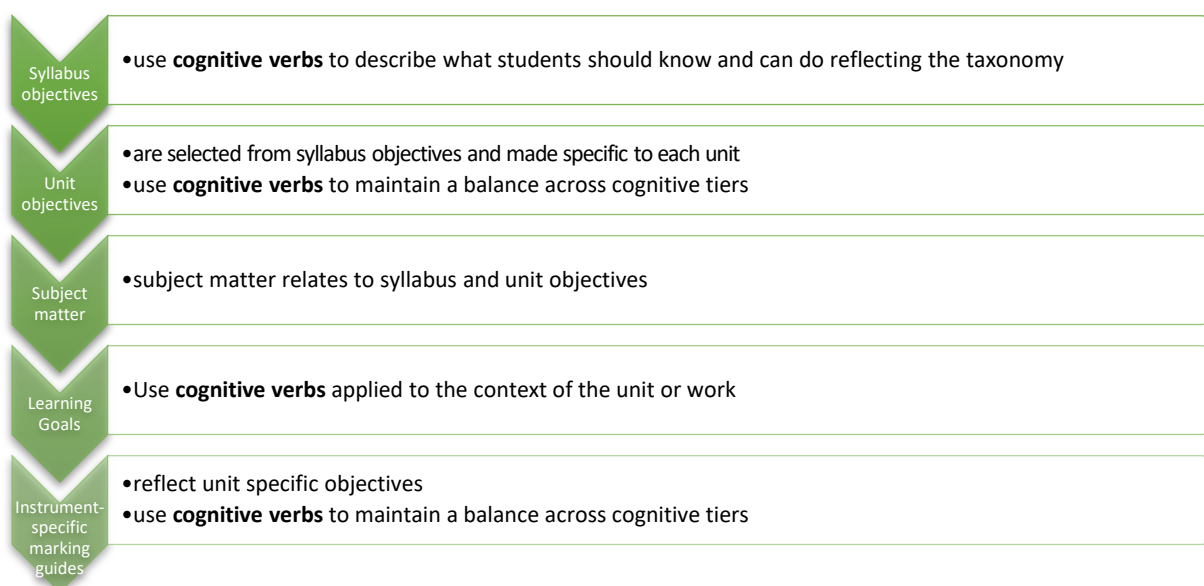 Syllabus
objectives
•use cognitive verbs to describe what students should know and can do reflecting the taxonomy
Unit
objectives
•are selected from syllabus objectives and made specific to each unit
•use cognitive verbs to maintain a balance across cognitive tiers
Subject
matter
•subject matter relates to syllabus and unit objectives
Learning
Goals
•Use cognitive verbs applied to the context of the unit or work
Instrument-
specific
marking
guides
•reflect unit specific objectives
•use cognitive verbs to maintain a balance across cognitive tiers